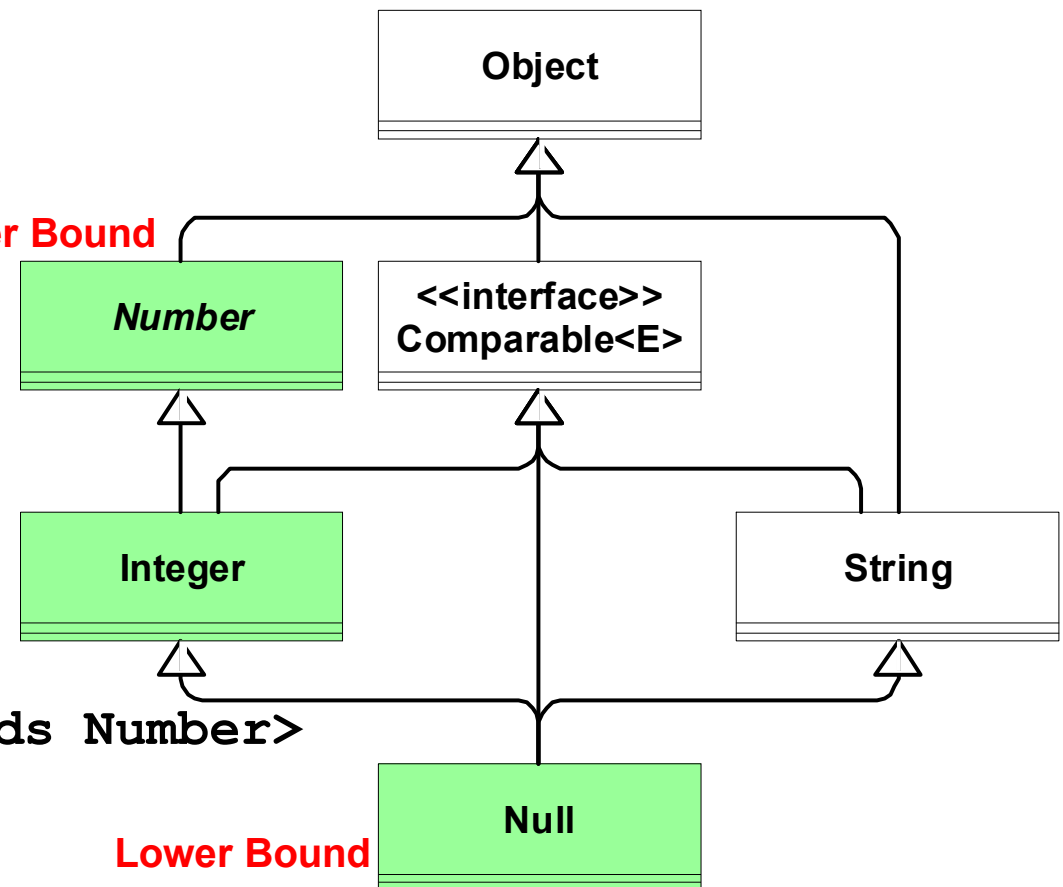 Object
er Bound
Number
<<interface>>
Comparable<E>
Integer
String
ds Number>
Null
Lower Bound